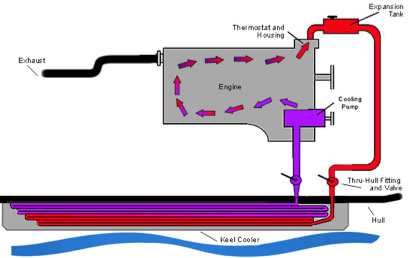 Expansion
Tank
Thermostat and
Housing
Exhaust
Engine
Cooling
Pump
Thru-Hull Fitting
and Valve
Hull
Keel Cooler